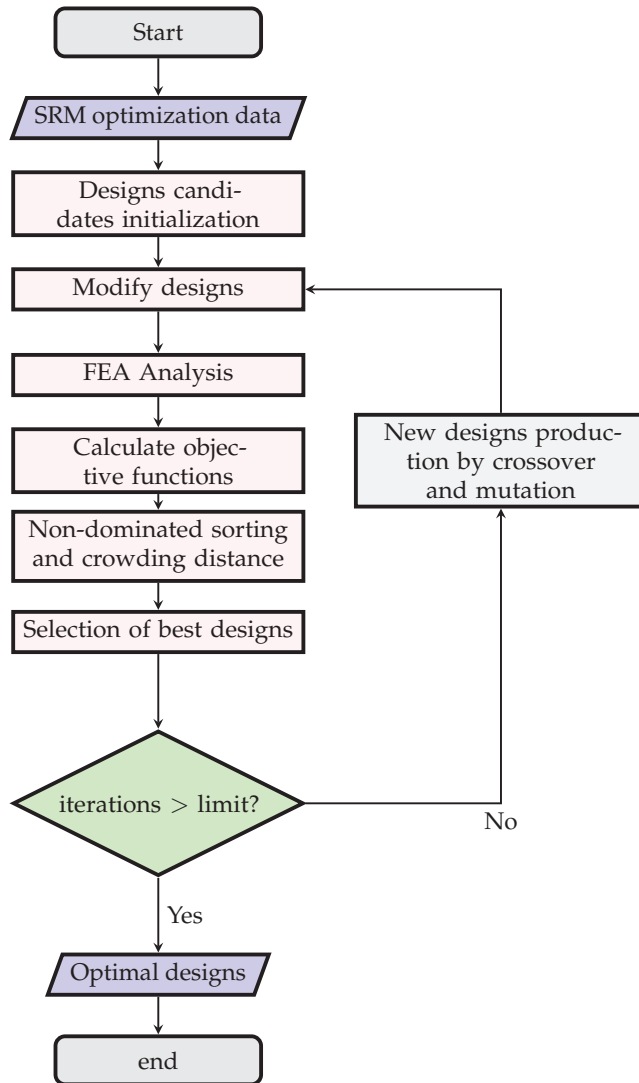 Start
SRM optimization data
Designs candi-
dates initialization
Modify designs
FEA Analysis
Calculate objec-
tive functions
Non-dominated sorting
and crowding distance
Selection of best designs
iterations > limit?
No
New designs produc-
tion by crossover
and mutation
Yes
Optimal designs
end